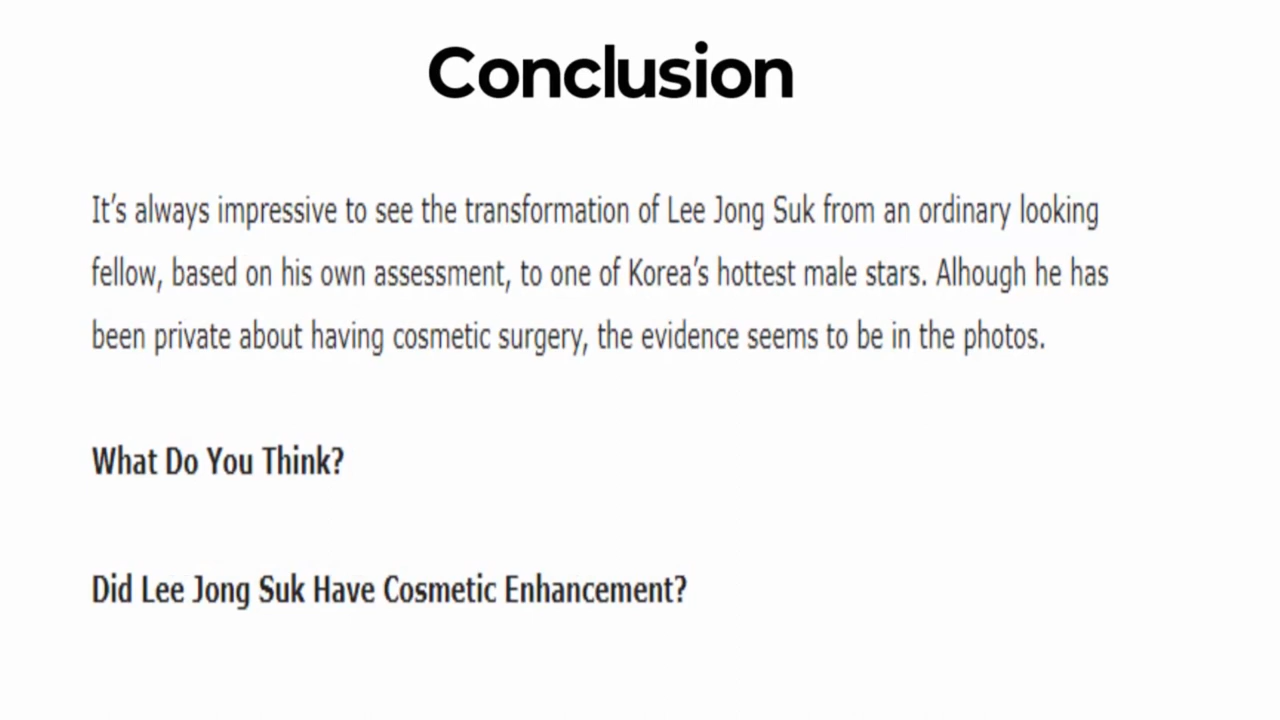 Conclusion
It’s always impressive to see the transformation of Lee Jong Suk from an ordinary looking
fellow, based on his own assessment, to one of Korea’s hottest male stars. Alhough he has
been private about having cosmetic surgery, the evidence seems to be in the photos.
What Do You Think?
Did Lee Jong Suk Have Cosmetic Enhancement?